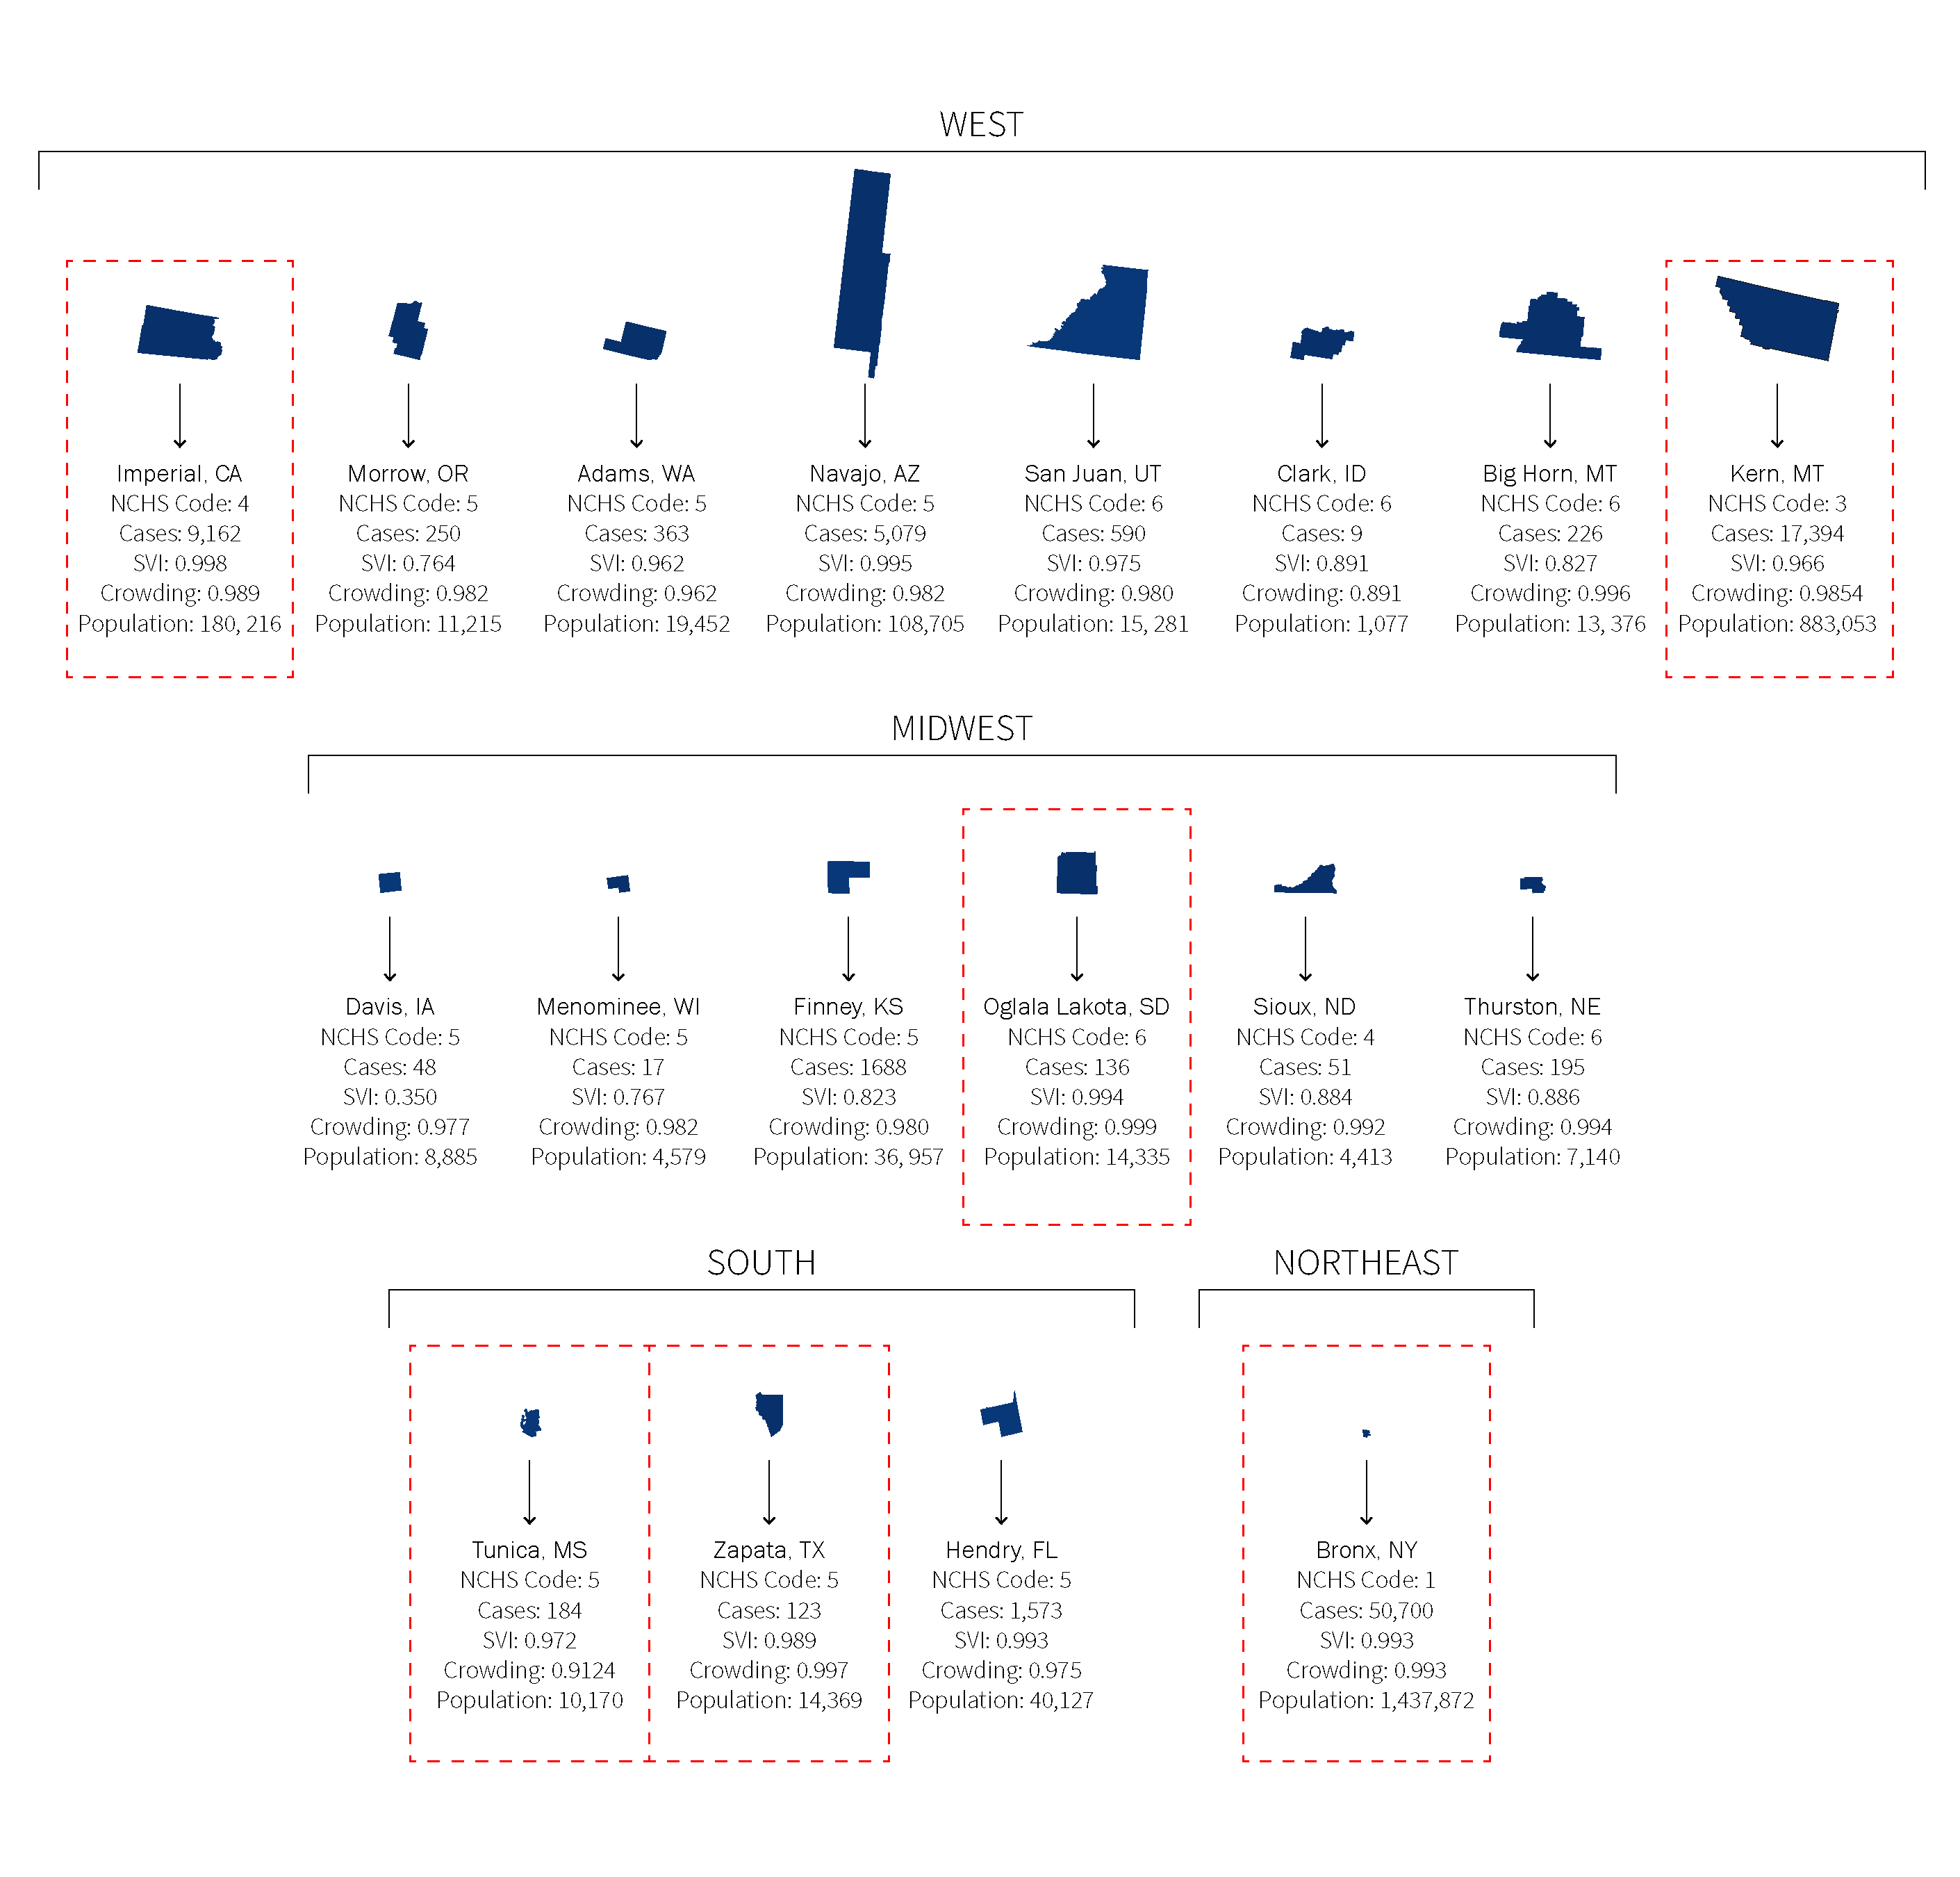 WEST
Imperial, CA
NCHS Code: 4
Cases: 9,162
SVI: 0.998
Crowding: 0.989
Population: 180, 216
Morrow, OR
NCHS Code: 5
Cases: 250
SVI: 0.764
Crowding: 0.982
Population: 11,215
Adams, WA
NCHS Code: 5
Cases: 363
SVI: 0.962
Crowding: 0.962
Population: 19,452
Navajo, AZ
NCHS Code: 5
Cases: 5,079
SVI: 0.995
Crowding: 0.982
Population: 108,705
San Juan, UT
NCHS Code: 6
Cases: 590
SVI: 0.975
Crowding: 0.980
Population: 15, 281
Clark, ID
NCHS Code: 6
Cases: 9
SVI: 0.891
Crowding: 0.891
Population: 1,077
Big Horn, MT
NCHS Code: 6
Cases: 226
SVI: 0.827
Crowding: 0.996
Population: 13, 376
Kern, MT
NCHS Code: 3
Cases: 17,394
SVI: 0.966
Crowding: 0.9854
Population: 883,053
MIDWEST
Davis, IA
NCHS Code: 5
Cases: 48
SVI: 0.350
Crowding: 0.977
Population: 8,885
Menominee, WI
NCHS Code: 5
Cases: 17
SVI: 0.767
Crowding: 0.982
Population: 4,579
Finney, KS
NCHS Code: 5
Cases: 1688
SVI: 0.823
Crowding: 0.980
Population: 36, 957
Oglala Lakota, SD
NCHS Code: 6
Cases: 136
SVI: 0.994
Crowding: 0.999
Population: 14,335
Sioux, ND
NCHS Code: 4
Cases: 51
SVI: 0.884
Crowding: 0.992
Population: 4,413
Thurston, NE
NCHS Code: 6
Cases: 195
SVI: 0.886
Crowding: 0.994
Population: 7,140
SOUTH
Tunica, MS
NCHS Code: 5
Cases: 184
SVI: 0.972
Crowding: 0.9124
Population: 10,170
Zapata, TX
NCHS Code: 5
Cases: 123
SVI: 0.989
Crowding: 0.997
Population: 14,369
Hendry, FL
NCHS Code: 5
Cases: 1,573
SVI: 0.993
Crowding: 0.975
Population: 40,127
NORTHEAST
Bronx, NY
NCHS Code: 1
Cases: 50,700
SVI: 0.993
Crowding: 0.993
Population: 1,437,872